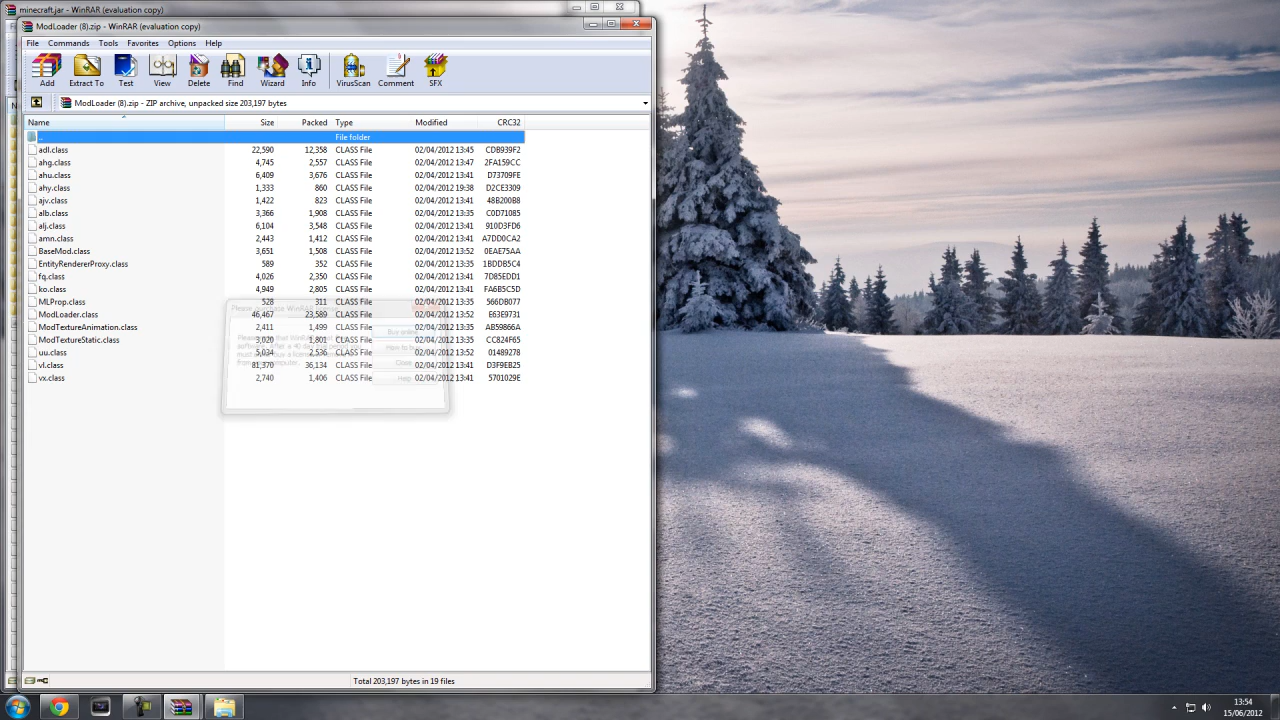 minecraft.jar - WinRAR (evaluation copy)
ModLoader (8).zip - WinRAR (evaluation copy)
File Commands Tools Favorites Options Help
Add Extract To Test View Delete Find Wizard Info VirusScan Comment SFX
ModLoader (8).zip - ZIP archive, unpacked size 203,197 bytes
Name Size Packed Type Modified CRC32
.. File folder
adl.class 22,590 12,358 CLASS File 02/04/2012 13:45 CDB939F2
ahg.class 4,745 2,557 CLASS File 02/04/2012 13:47 2FA159CC
ahu.class 6,409 3,676 CLASS File 02/04/2012 13:41 D73709FE
ahy.class 1,333 860 CLASS File 02/04/2012 19:38 D2CE3309
ajv.class 1,422 823 CLASS File 02/04/2012 13:41 48B200B8
alb.class 3,366 1,908 CLASS File 02/04/2012 13:35 C0D71085
alj.class 6,104 3,548 CLASS File 02/04/2012 13:41 910D3FD6
amn.class 2,443 1,412 CLASS File 02/04/2012 13:41 A7DD0CA2
BaseMod.class 3,651 1,508 CLASS File 02/04/2012 13:52 0EAE75AA
EntityRendererProxy.class 589 352 CLASS File 02/04/2012 13:35 1BDDB5C4
fq.class 4,026 2,350 CLASS File 02/04/2012 13:41 7D85EDD1
ko.class 4,949 2,805 CLASS File 02/04/2012 13:41 FA6B5C5D
MLProp.class 528 311 CLASS File 02/04/2012 13:35 566DB077
ModLoader.class 46,467 23,589 CLASS File 02/04/2012 13:52 E63E9731
ModTextureAnimation.class 2,411 1,499 CLASS File 02/04/2012 13:35 AB59866A
ModTextureStatic.class 3,020 1,801 CLASS File 02/04/2012 13:35 CC824F65
uu.class 5,034 2,536 CLASS File 02/04/2012 13:52 01489278
vl.class 81,370 36,134 CLASS File 02/04/2012 13:41 D3F9EB25
vx.class 2,740 1,406 CLASS File 02/04/2012 13:41 5701029E
Buy online
Close
Help
Total 203,197 bytes in 19 files
13:54
15/06/2012